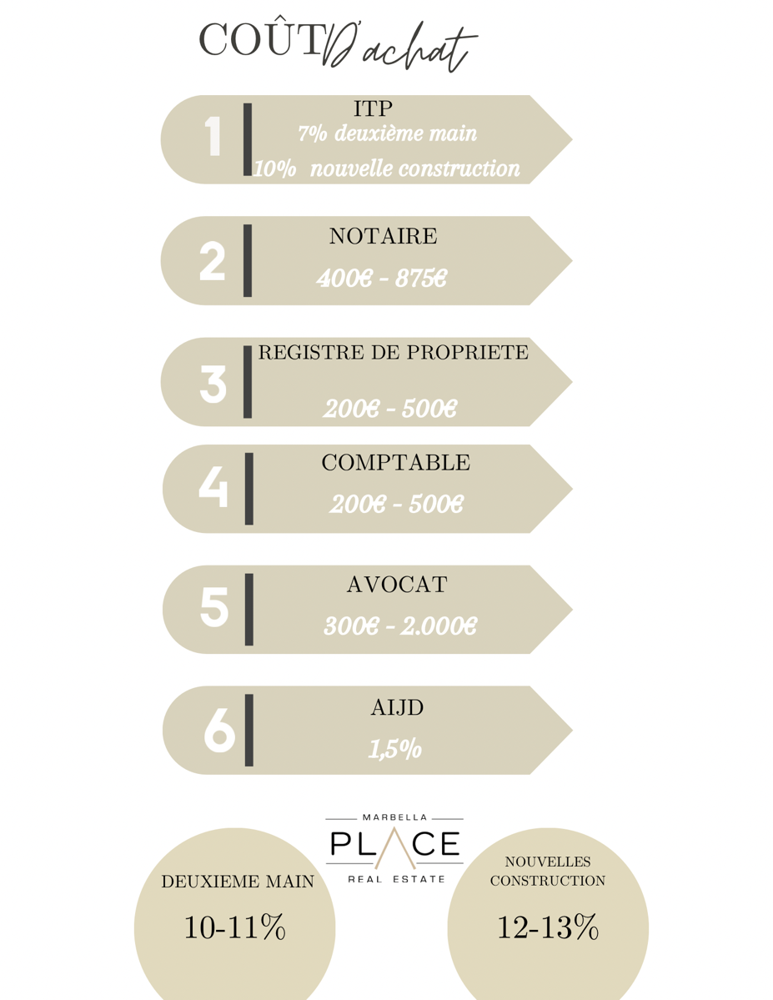 COÛT D'achat
1
ITP
7% deuxième main
10% nouvelle construction
2
NOTAIRE
400€ - 875€
3
REGISTRE DE PROPRIETE
200€ - 500€
4
COMPTABLE
200€ - 500€
5
AVOCAT
300€ - 2.000€
6
AIJD
1,5%
MARBELLA
PLACE
REAL ESTATE
DEUXIEME MAIN
10-11%
NOUVELLES
CONSTRUCTION
12-13%